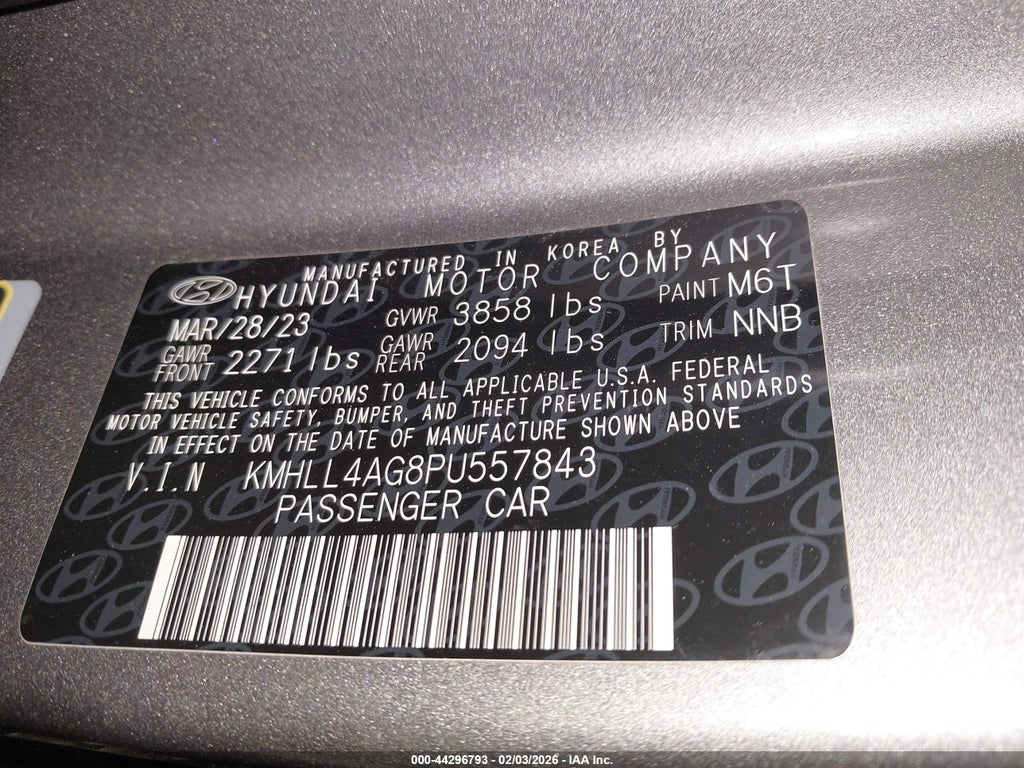 MANUFACTURED IN KOREA BY
HYUNDAI MOTOR COMPANY
MAR/28/23 GVWR 3858 lbs PAINT M6T
GAWR FRONT 2271 lbs GAWR REAR 2094 lbs TRIM NNB
THIS VEHICLE CONFORMS TO ALL APPLICABLE U.S.A. FEDERAL
MOTOR VEHICLE SAFETY, BUMPER, AND THEFT PREVENTION STANDARDS
IN EFFECT ON THE DATE OF MANUFACTURE SHOWN ABOVE
V.I.N KMHLL4AG8PU557843
PASSENGER CAR
000-44296793 - 02/03/2026 - IAA Inc.